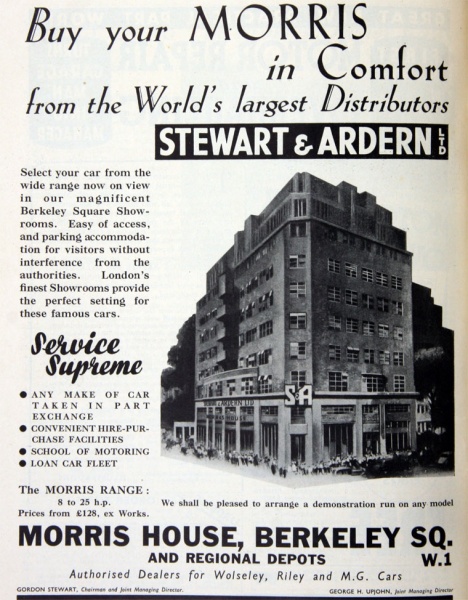 Buy your MORRIS
in Comfort
from the World's largest Distributors
STEWART & ARDERN LTD
Select your car from the
wide range now on view
in our magnificent
Berkeley Square Show-
rooms. Easy of access,
and parking accommoda-
tion for visitors without
interference from the
authorities. London's
finest Showrooms provide
the perfect setting for
these famous cars.
Service
Supreme
● ANY MAKE OF CAR
TAKEN IN PART
EXCHANGE
● CONVENIENT HIRE-PUR-
CHASE FACILITIES
● SCHOOL OF MOTORING
● LOAN CAR FLEET
S&A
The MORRIS RANGE :
8 to 25 h.p.
Prices from £128, ex Works.
We shall be pleased to arrange a demonstration run on any model
MORRIS HOUSE, BERKELEY SQ.
AND REGIONAL DEPOTS W.1
Authorised Dealers for Wolseley, Riley and M.G. Cars
GORDON STEWART, Chairman and Joint Managing Director.
GEORGE H. UPJOHN, Joint Managing Director